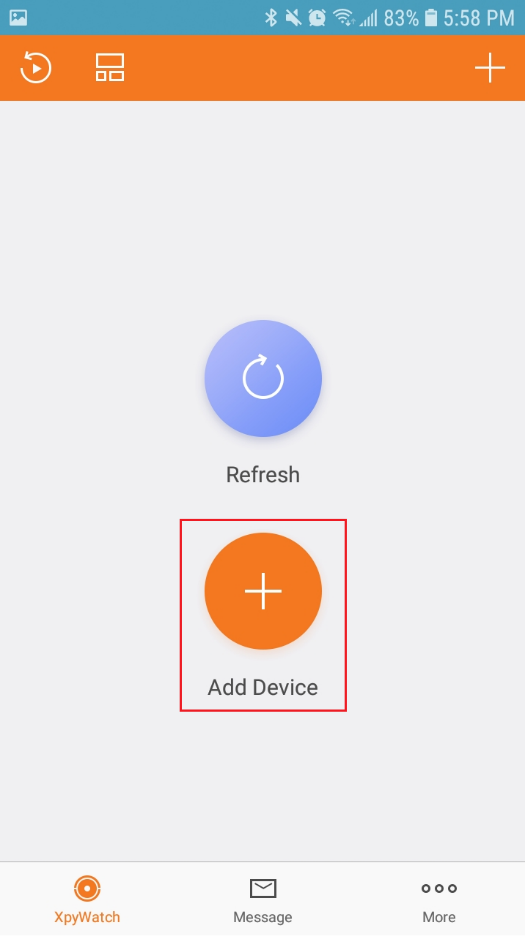 83% 5:58 PM
Refresh
Add Device
XpyWatch
Message
More